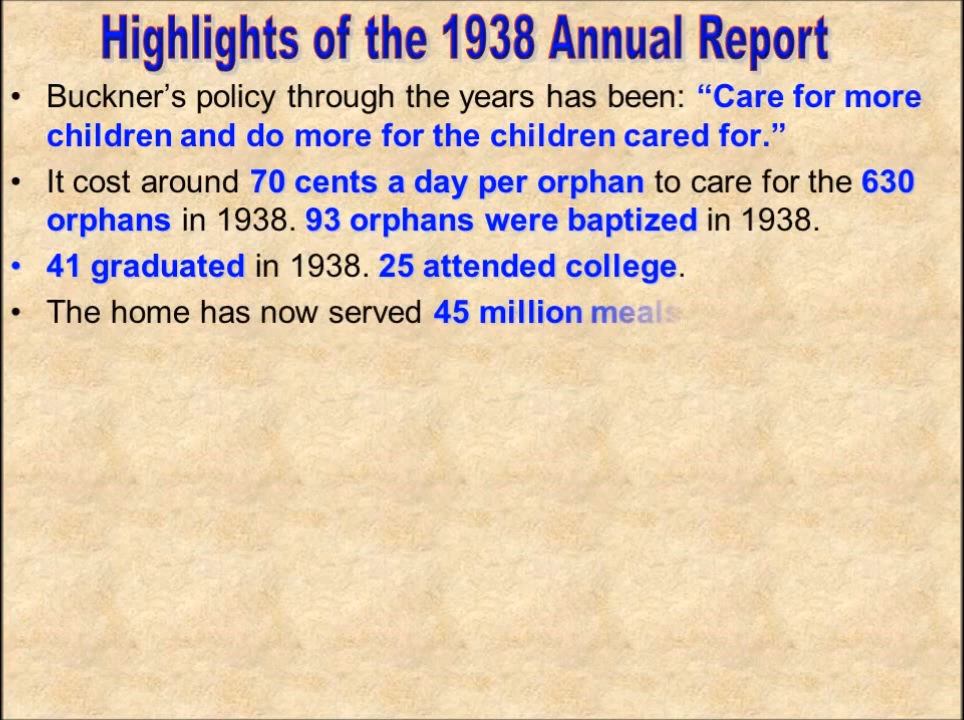 Highlights of the 1938 Annual Report
• Buckner’s policy through the years has been: “Care for more
children and do more for the children cared for.”
• It cost around 70 cents a day per orphan to care for the 630
orphans in 1938. 93 orphans were baptized in 1938.
• 41 graduated in 1938. 25 attended college.
• The home has now served 45 million meals